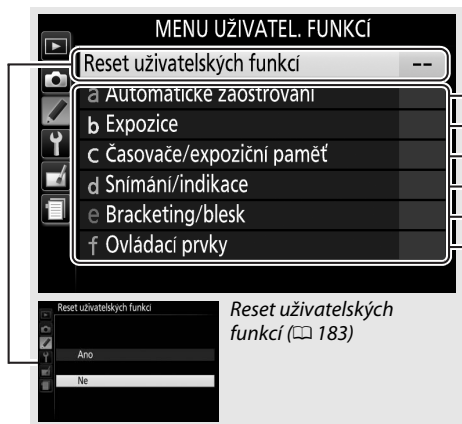 MENU UŽIVATEL. FUNKCÍ
Reset uživatelských funkcí --
a Automatické zaostřování
b Expozice
c Časovače/expoziční paměť
d Snímání/indikace
e Bracketing/blesk
f Ovládací prvky
Reset uživatelských funkcí
Ano
Ne
Reset uživatelských
funkcí (🕮 183)